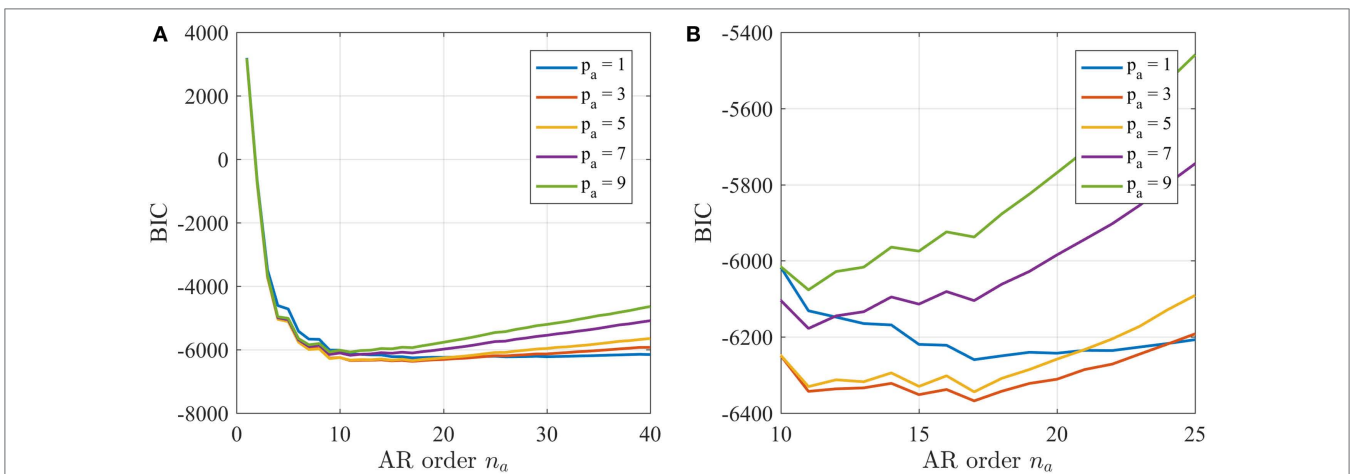 A
BIC
4000
2000
0
-2000
-4000
-6000
-8000
0
10
20
30
40
AR order n_a
p_a = 1
p_a = 3
p_a = 5
p_a = 7
p_a = 9
B
BIC
-5400
-5600
-5800
-6000
-6200
-6400
10
15
20
25
AR order n_a
p_a = 1
p_a = 3
p_a = 5
p_a = 7
p_a = 9